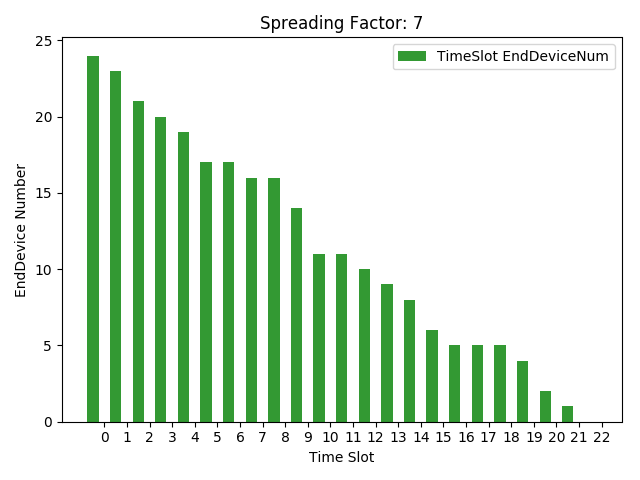 Spreading Factor: 7
TimeSlot EndDeviceNum
25
20
15
10
5
0
EndDevice Number
0 1 2 3 4 5 6 7 8 9 10 11 12 13 14 15 16 17 18 19 20 21 22
Time Slot